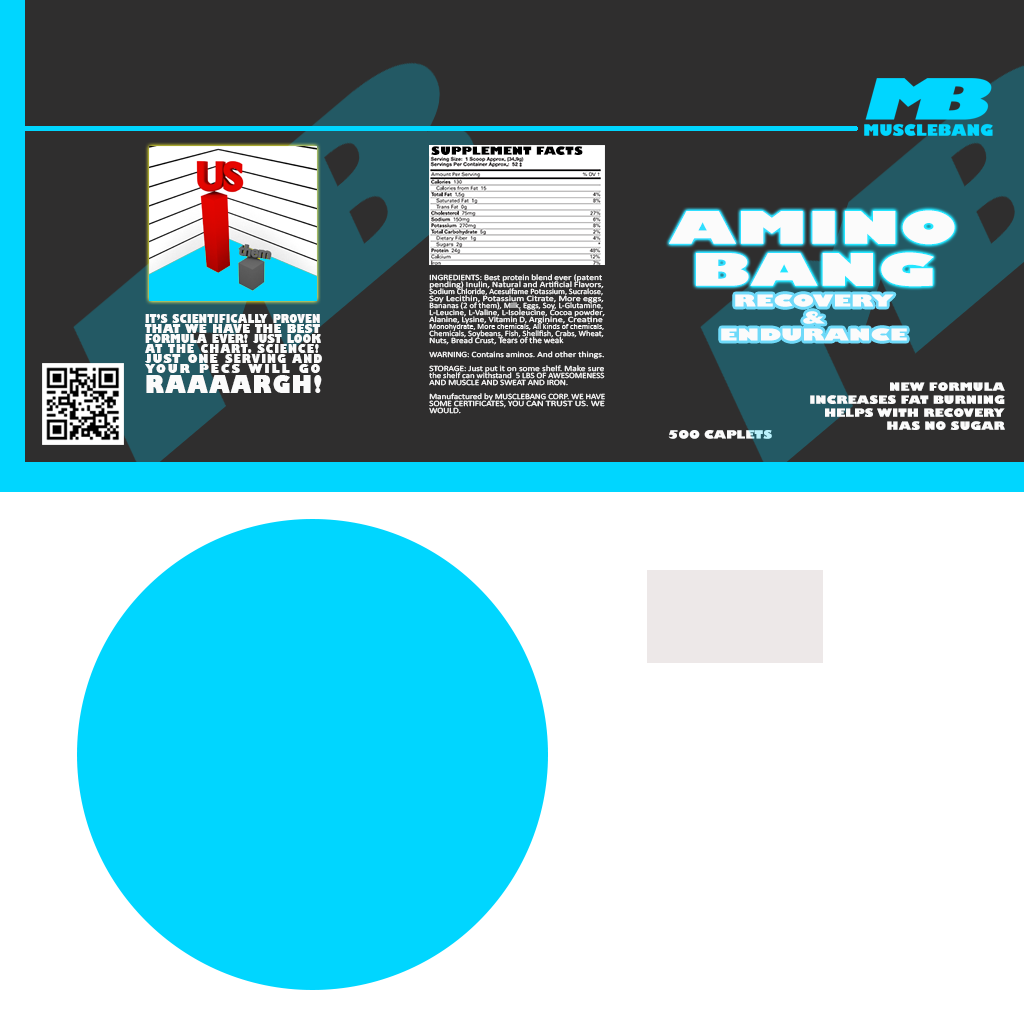 MB
MUSCLEBANG
US
them
IT'S SCIENTIFICALLY PROVEN
THAT WE HAVE THE BEST
FORMULA EVER! JUST LOOK
AT THE CHART. SCIENCE!
JUST ONE SERVING AND
YOUR PECS WILL GO
RAAAAARGH!
SUPPLEMENT FACTS
Serving Size: 1 Scoop Approx. (34,9g)
Servings Per Container Approx.: 52 ‡
Amount Per Serving % DV †
Calories 130
Calories from Fat 15
Total Fat 1,5g 4%
Saturated Fat 1g 8%
Trans Fat 0g
Cholesterol 75mg 27%
Sodium 150mg 6%
Potassium 270mg 8%
Total Carbohydrate 5g 2%
Dietary Fiber 1g 4%
Sugars 2g *
Protein 24g 48%
Calcium 12%
Iron 7%
INGREDIENTS: Best protein blend ever (patent
pending) Inulin, Natural and Artificial Flavors,
Sodium Chloride, Acesulfame Potassium, Sucralose,
Soy Lecithin, Potassium Citrate, More eggs,
Bananas (2 of them), Milk, Eggs, Soy, L-Glutamine,
L-Leucine, L-Valine, L-Isoleucine, Cocoa powder,
Alanine, Lysine, Vitamin D, Arginine, Creatine
Monohydrate, More chemicals, All kinds of chemicals,
Chemicals, Soybeans, Fish, Shellfish, Crabs, Wheat,
Nuts, Bread Crust, Tears of the weak
WARNING: Contains aminos. And other things.
STORAGE: Just put it on some shelf. Make sure
the shelf can withstand 5 LBS OF AWESOMENESS
AND MUSCLE AND SWEAT AND IRON.
Manufactured by MUSCLEBANG CORP. WE HAVE
SOME CERTIFICATES, YOU CAN TRUST US. WE
WOULD.
AMINO
BANG
RECOVERY
&
ENDURANCE
NEW FORMULA
INCREASES FAT BURNING
HELPS WITH RECOVERY
HAS NO SUGAR
500 CAPLETS